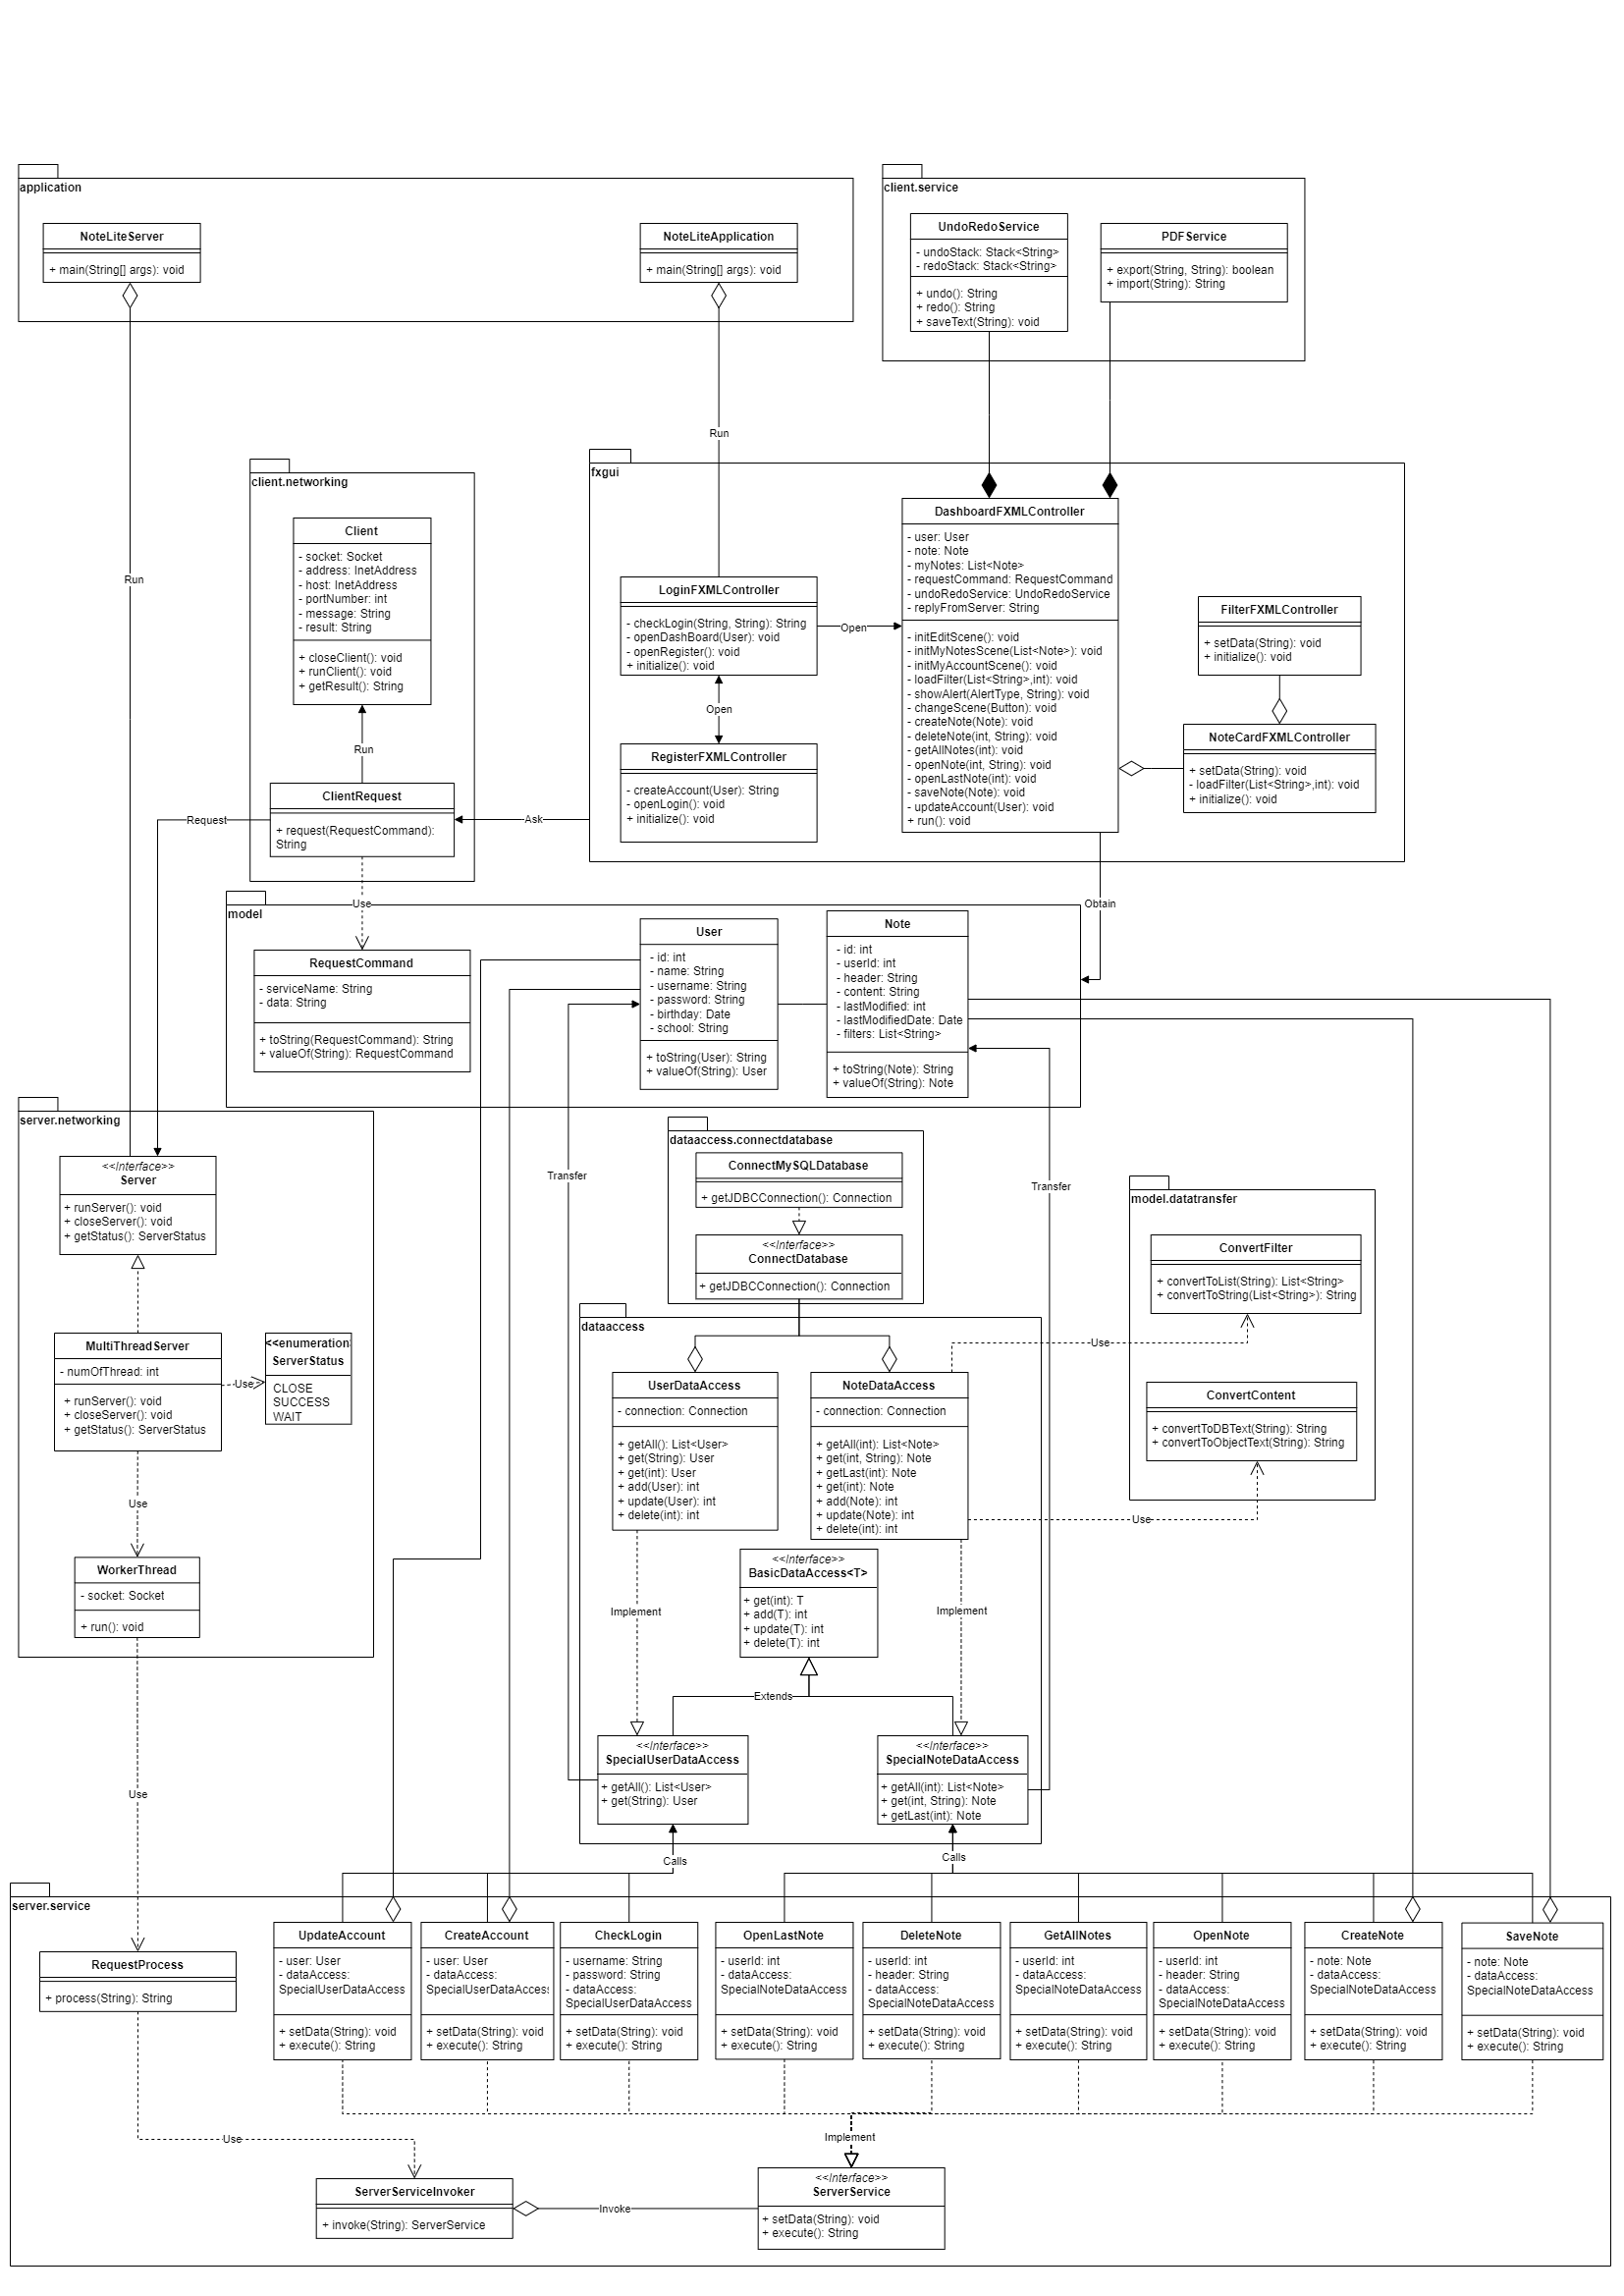 application
NoteLiteServer
+ main(String[] args): void
NoteLiteApplication
+ main(String[] args): void
client.service
UndoRedoService
- undoStack: Stack<String>
- redoStack: Stack<String>
+ undo(): String
+ redo(): String
+ saveText(String): void
PDFService
+ export(String, String): boolean
+ import(String): String
Run
Run
client.networking
Client
- socket: Socket
- address: InetAddress
- host: InetAddress
- portNumber: int
- message: String
- result: String
+ closeClient(): void
+ runClient(): void
+ getResult(): String
Run
ClientRequest
+ request(RequestCommand):
String
Request
Ask
fxgui
LoginFXMLController
- checkLogin(String, String): String
- openDashBoard(User): void
- openRegister(): void
+ initialize(): void
Open
Open
RegisterFXMLController
- createAccount(User): String
- openLogin(): void
+ initialize(): void
DashboardFXMLController
- user: User
- note: Note
- myNotes: List<Note>
- requestCommand: RequestCommand
- undoRedoService: UndoRedoService
- replyFromServer: String
- initEditScene(): void
- initMyNotesScene(List<Note>): void
- initMyAccountScene(): void
- loadFilter(List<String>,int): void
- showAlert(AlertType, String): void
- changeScene(Button): void
- createNote(Note): void
- deleteNote(int, String): void
- getAllNotes(int): void
- openNote(int, String): void
- openLastNote(int): void
- saveNote(Note): void
- updateAccount(User): void
+ run(): void
FilterFXMLController
+ setData(String): void
+ initialize(): void
NoteCardFXMLController
+ setData(String): void
- loadFilter(List<String>,int): void
+ initialize(): void
Use
Obtain
model
RequestCommand
- serviceName: String
- data: String
+ toString(RequestCommand): String
+ valueOf(String): RequestCommand
User
- id: int
- name: String
- username: String
- password: String
- birthday: Date
- school: String
+ toString(User): String
+ valueOf(String): User
Note
- id: int
- userId: int
- header: String
- content: String
- lastModified: int
- lastModifiedDate: Date
- filters: List<String>
+ toString(Note): String
+ valueOf(String): Note
server.networking
<<Interface>>
Server
+ runServer(): void
+ closeServer(): void
+ getStatus(): ServerStatus
MultiThreadServer
- numOfThread: int
+ runServer(): void
+ closeServer(): void
+ getStatus(): ServerStatus
Use
<<enumeration:
ServerStatus
CLOSE
SUCCESS
WAIT
Use
WorkerThread
- socket: Socket
+ run(): void
Use
Transfer
Transfer
dataaccess.connectdatabase
ConnectMySQLDatabase
+ getJDBCConnection(): Connection
<<Interface>>
ConnectDatabase
+ getJDBCConnection(): Connection
model.datatransfer
ConvertFilter
+ convertToList(String): List<String>
+ convertToString(List<String>): String
Use
ConvertContent
+ convertToDBText(String): String
+ convertToObjectText(String): String
Use
dataaccess
UserDataAccess
- connection: Connection
+ getAll(): List<User>
+ get(String): User
+ get(int): User
+ add(User): int
+ update(User): int
+ delete(int): int
NoteDataAccess
- connection: Connection
+ getAll(int): List<Note>
+ get(int, String): Note
+ getLast(int): Note
+ get(int): Note
+ add(Note): int
+ update(Note): int
+ delete(int): int
<<Interface>>
BasicDataAccess<T>
+ get(int): T
+ add(T): int
+ update(T): int
+ delete(T): int
Implement
Implement
Extends
<<Interface>>
SpecialUserDataAccess
+ getAll(): List<User>
+ get(String): User
<<Interface>>
SpecialNoteDataAccess
+ getAll(int): List<Note>
+ get(int, String): Note
+ getLast(int): Note
Calls
Calls
server.service
RequestProcess
+ process(String): String
UpdateAccount
- user: User
- dataAccess:
SpecialUserDataAccess
+ setData(String): void
+ execute(): String
CreateAccount
- user: User
- dataAccess:
SpecialUserDataAccess
+ setData(String): void
+ execute(): String
CheckLogin
- username: String
- password: String
- dataAccess:
SpecialUserDataAccess
+ setData(String): void
+ execute(): String
OpenLastNote
- userId: int
- dataAccess:
SpecialNoteDataAccess
+ setData(String): void
+ execute(): String
DeleteNote
- userId: int
- header: String
- dataAccess:
SpecialNoteDataAccess
+ setData(String): void
+ execute(): String
GetAllNotes
- userId: int
- dataAccess:
SpecialNoteDataAccess
+ setData(String): void
+ execute(): String
OpenNote
- userId: int
- header: String
- dataAccess:
SpecialNoteDataAccess
+ setData(String): void
+ execute(): String
CreateNote
- note: Note
- dataAccess:
SpecialNoteDataAccess
+ setData(String): void
+ execute(): String
SaveNote
- note: Note
- dataAccess:
SpecialNoteDataAccess
+ setData(String): void
+ execute(): String
Use
Implement
ServerServiceInvoker
+ invoke(String): ServerService
Invoke
<<Interface>>
ServerService
+ setData(String): void
+ execute(): String